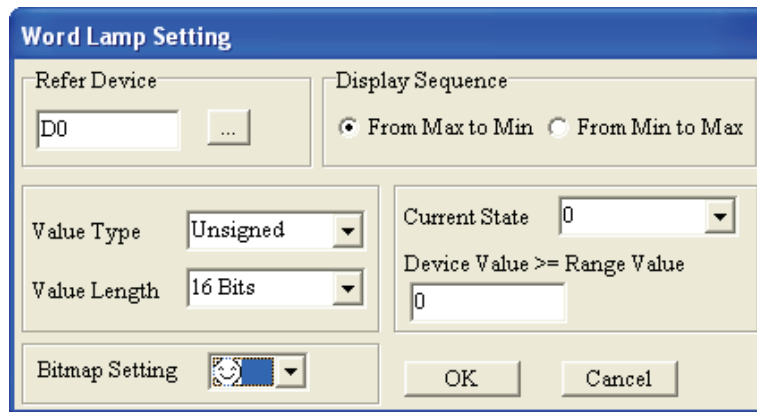 Word Lamp Setting
Refer Device
D0
...
Display Sequence
From Max to Min
From Min to Max
Value Type
Unsigned
Value Length
16 Bits
Current State
0
Device Value >= Range Value
0
Bitmap Setting
OK
Cancel